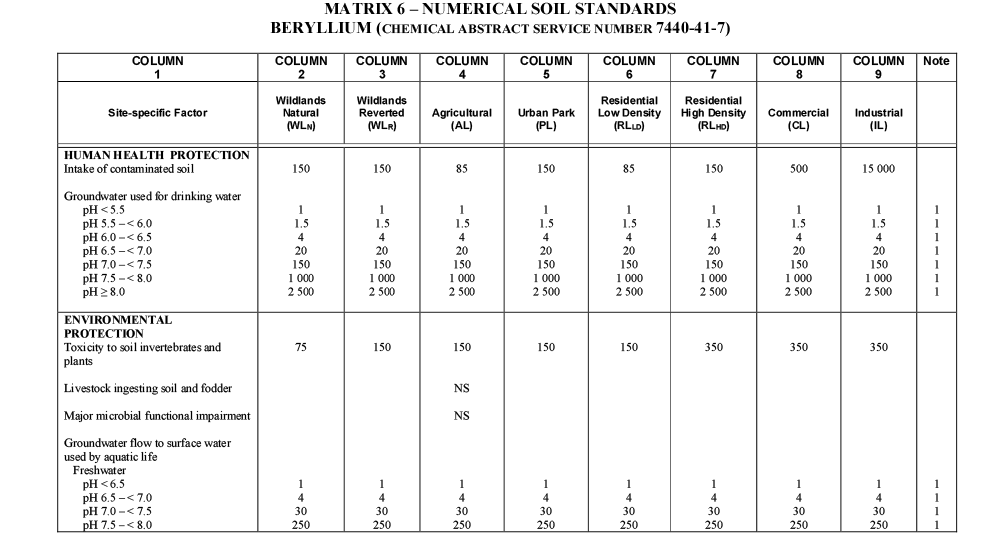 MATRIX 6 – NUMERICAL SOIL STANDARDS
BERYLLIUM (CHEMICAL ABSTRACT SERVICE NUMBER 7440-41-7)
COLUMN 1 COLUMN 2 COLUMN 3 COLUMN 4 COLUMN 5 COLUMN 6 COLUMN 7 COLUMN 8 COLUMN 9 Note
Site-specific Factor Wildlands Natural (WLN) Wildlands Reverted (WLR) Agricultural (AL) Urban Park (PL) Residential Low Density (RLLD) Residential High Density (RLHD) Commercial (CL) Industrial (IL)
HUMAN HEALTH PROTECTION
Intake of contaminated soil 150 150 85 150 85 150 500 15 000
Groundwater used for drinking water
pH < 5.5 1 1 1 1 1 1 1 1 1
pH 5.5 – < 6.0 1.5 1.5 1.5 1.5 1.5 1.5 1.5 1.5 1
pH 6.0 – < 6.5 4 4 4 4 4 4 4 4 1
pH 6.5 – < 7.0 20 20 20 20 20 20 20 20 1
pH 7.0 – < 7.5 150 150 150 150 150 150 150 150 1
pH 7.5 – < 8.0 1 000 1 000 1 000 1 000 1 000 1 000 1 000 1 000 1
pH ≥ 8.0 2 500 2 500 2 500 2 500 2 500 2 500 2 500 2 500 1
ENVIRONMENTAL
PROTECTION
Toxicity to soil invertebrates and 75 150 150 150 150 350 350 350
plants
Livestock ingesting soil and fodder NS
Major microbial functional impairment NS
Groundwater flow to surface water
used by aquatic life
Freshwater
pH < 6.5 1 1 1 1 1 1 1 1 1
pH 6.5 – < 7.0 4 4 4 4 4 4 4 4 1
pH 7.0 – < 7.5 30 30 30 30 30 30 30 30 1
pH 7.5 – < 8.0 250 250 250 250 250 250 250 250 1